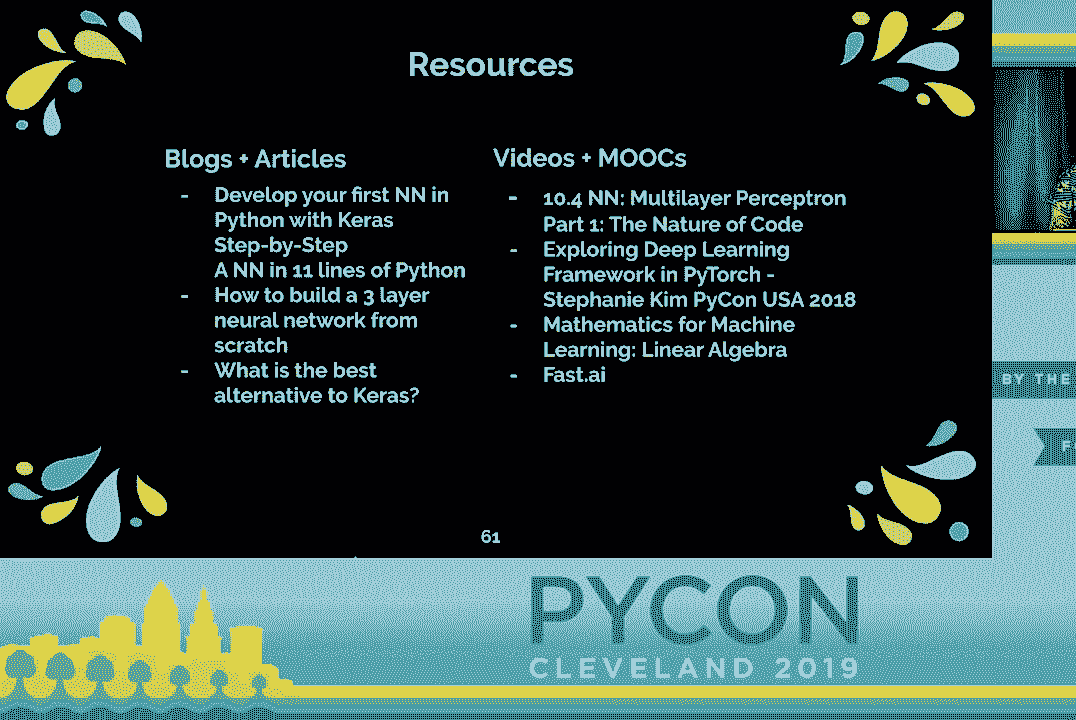 Resources
Blogs + Articles
- Develop your first NN in
Python with Keras
Step-by-Step
A NN in 11 lines of Python
- How to build a 3 layer
neural network from
scratch
- What is the best
alternative to Keras?
Videos + MOOCs
- 10.4 NN: Multilayer Perceptron
Part 1: The Nature of Code
- Exploring Deep Learning
Framework in PyTorch -
Stephanie Kim PyCon USA 2018
- Mathematics for Machine
Learning: Linear Algebra
- Fast.ai
61
BY THE
PYCON
CLEVELAND 2019